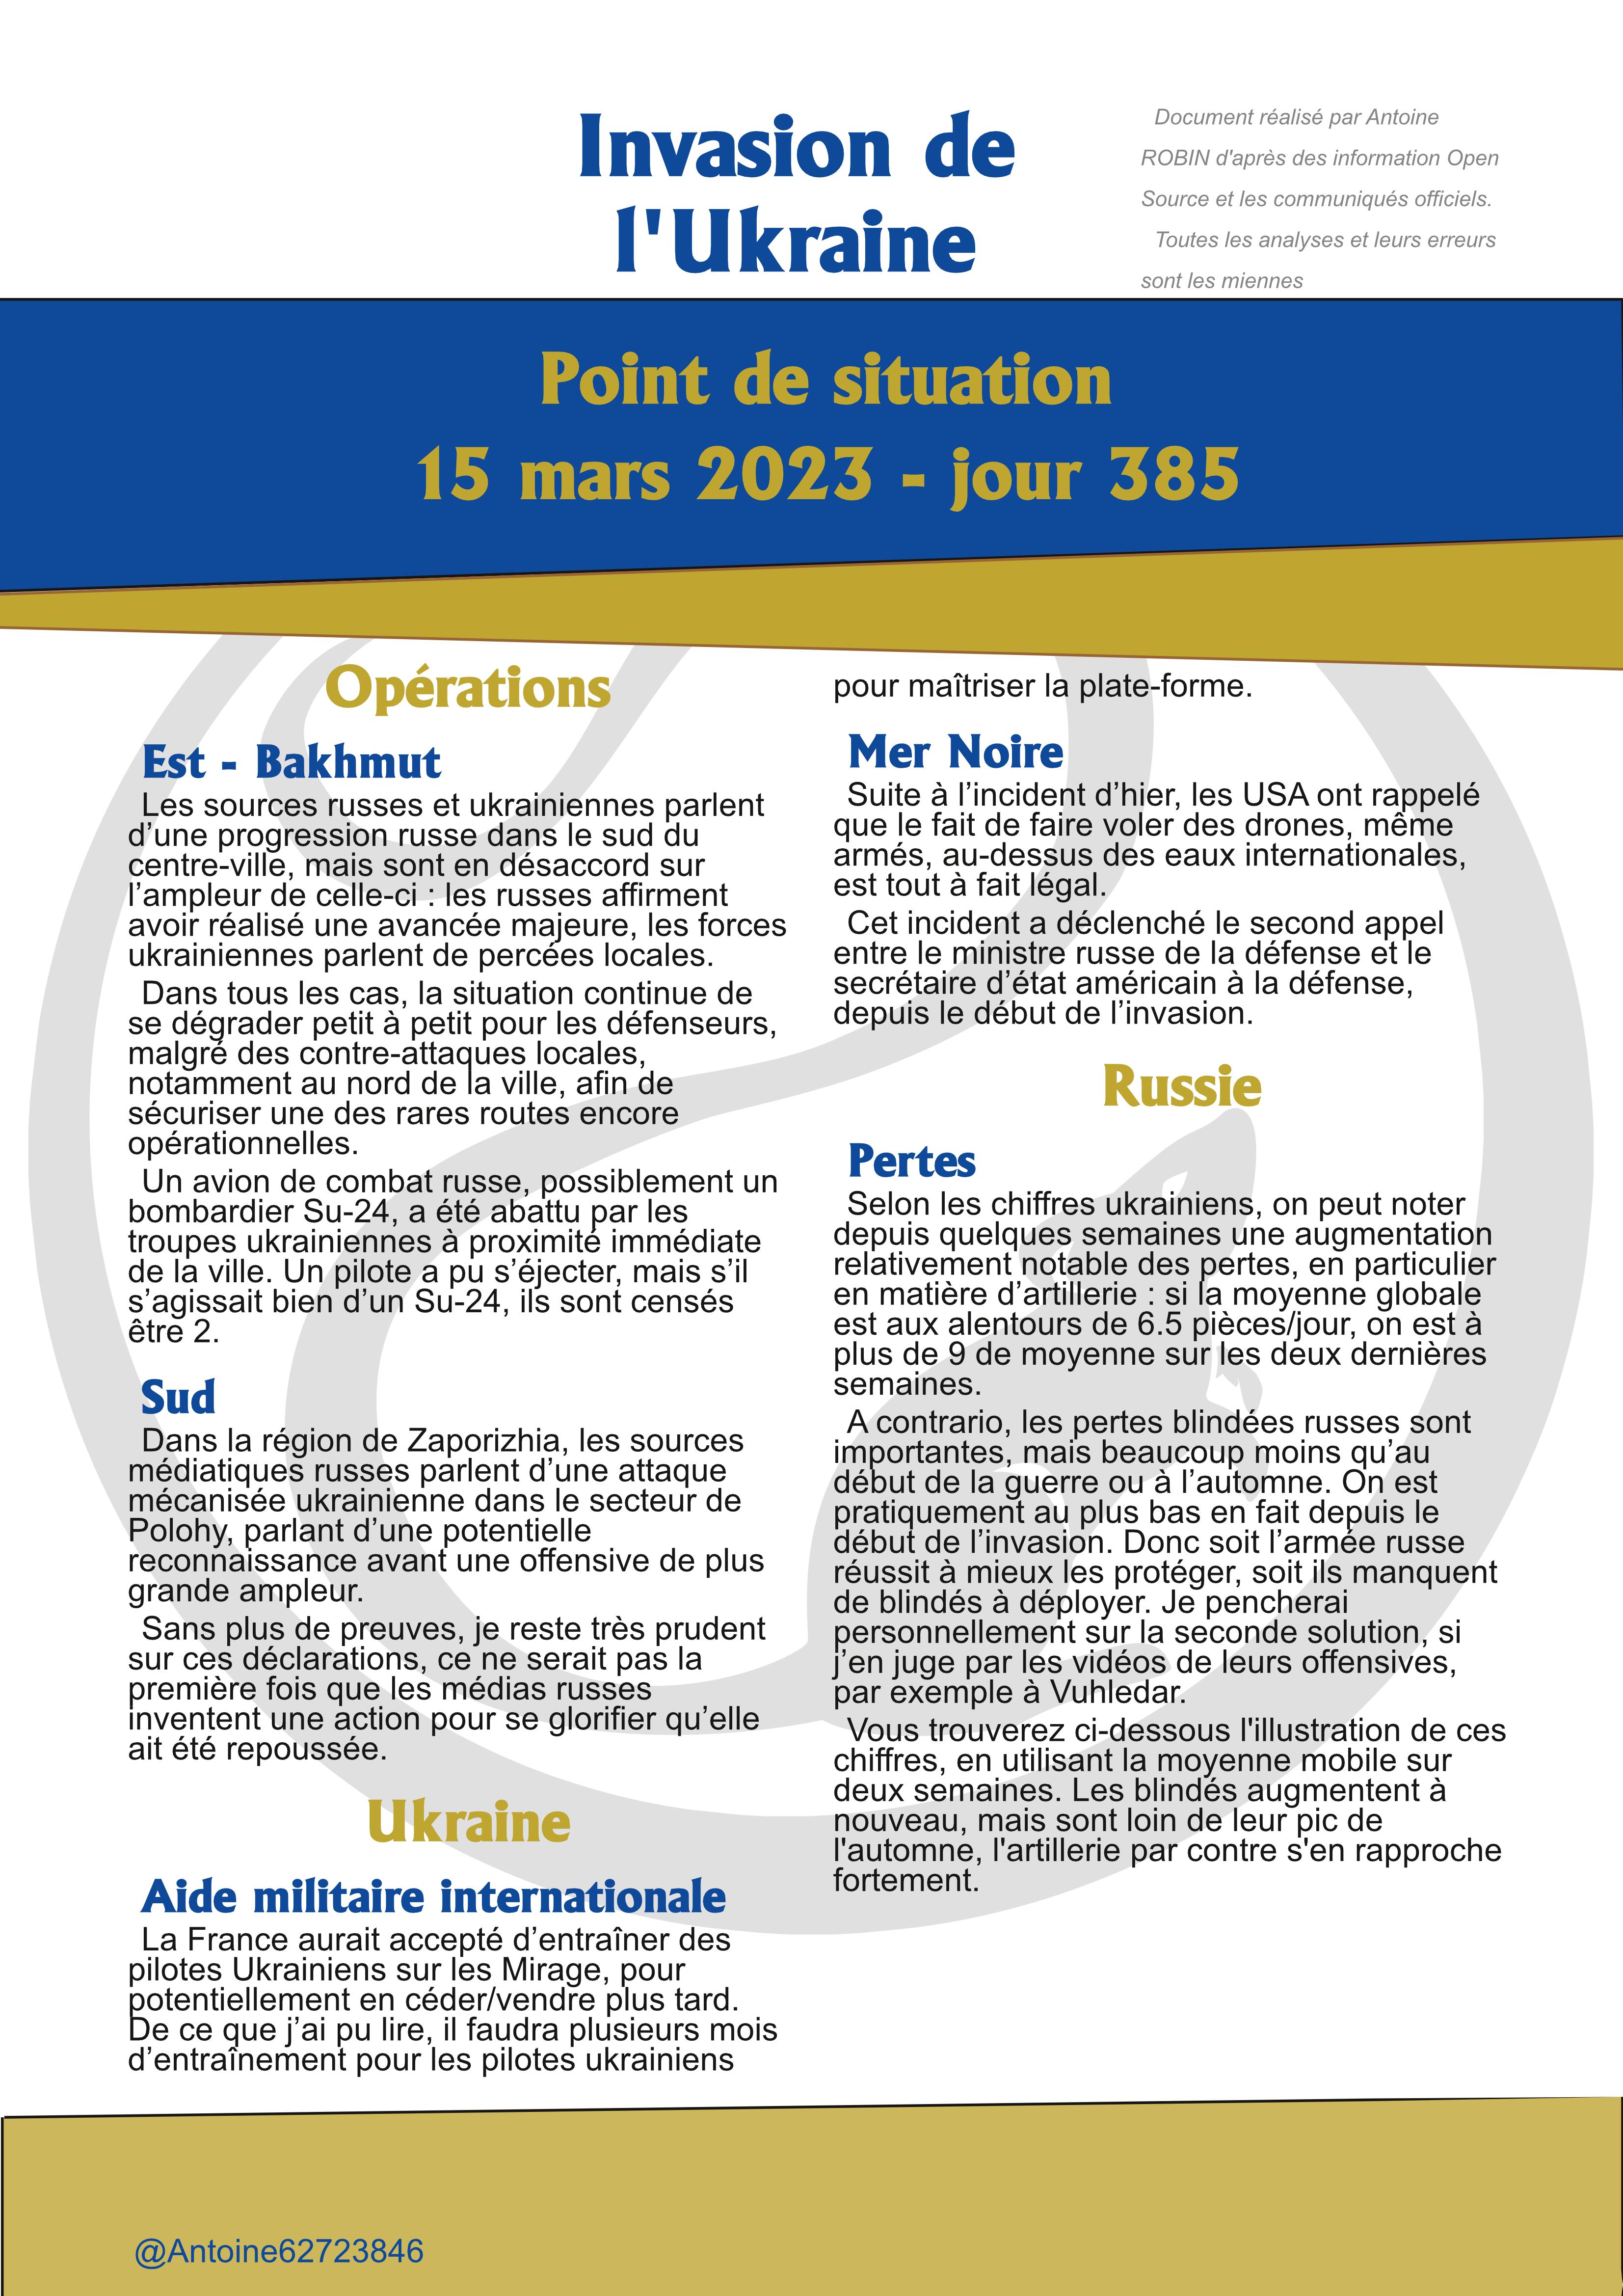 Invasion de
l'Ukraine
Document réalisé par Antoine
ROBIN d'après des information Open
Source et les communiqués officiels.
Toutes les analyses et leurs erreurs
sont les miennes
Point de situation
15 mars 2023 - jour 385
Opérations
Est - Bakhmut
Les sources russes et ukrainiennes parlent
d’une progression russe dans le sud du
centre-ville, mais sont en désaccord sur
l’ampleur de celle-ci : les russes affirment
avoir réalisé une avancée majeure, les forces
ukrainiennes parlent de percées locales.
Dans tous les cas, la situation continue de
se dégrader petit à petit pour les défenseurs,
malgré des contre-attaques locales,
notamment au nord de la ville, afin de
sécuriser une des rares routes encore
opérationnelles.
Un avion de combat russe, possiblement un
bombardier Su-24, a été abattu par les
troupes ukrainiennes à proximité immédiate
de la ville. Un pilote a pu s’éjecter, mais s’il
s’agissait bien d’un Su-24, ils sont censés
être 2.
Sud
Dans la région de Zaporizhia, les sources
médiatiques russes parlent d’une attaque
mécanisée ukrainienne dans le secteur de
Polohy, parlant d’une potentielle
reconnaissance avant une offensive de plus
grande ampleur.
Sans plus de preuves, je reste très prudent
sur ces déclarations, ce ne serait pas la
première fois que les médias russes
inventent une action pour se glorifier qu’elle
ait été repoussée.
Ukraine
Aide militaire internationale
La France aurait accepté d’entraîner des
pilotes Ukrainiens sur les Mirage, pour
potentiellement en céder/vendre plus tard.
De ce que j’ai pu lire, il faudra plusieurs mois
d’entraînement pour les pilotes ukrainiens
pour maîtriser la plate-forme.
Mer Noire
Suite à l’incident d’hier, les USA ont rappelé
que le fait de faire voler des drones, même
armés, au-dessus des eaux internationales,
est tout à fait légal.
Cet incident a déclenché le second appel
entre le ministre russe de la défense et le
secrétaire d’état américain à la défense,
depuis le début de l’invasion.
Russie
Pertes
Selon les chiffres ukrainiens, on peut noter
depuis quelques semaines une augmentation
relativement notable des pertes, en particulier
en matière d’artillerie : si la moyenne globale
est aux alentours de 6.5 pièces/jour, on est à
plus de 9 de moyenne sur les deux dernières
semaines.
A contrario, les pertes blindées russes sont
importantes, mais beaucoup moins qu’au
début de la guerre ou à l’automne. On est
pratiquement au plus bas en fait depuis le
début de l’invasion. Donc soit l’armée russe
réussit à mieux les protéger, soit ils manquent
de blindés à déployer. Je pencherai
personnellement sur la seconde solution, si
j’en juge par les vidéos de leurs offensives,
par exemple à Vuhledar.
Vous trouverez ci-dessous l'illustration de ces
chiffres, en utilisant la moyenne mobile sur
deux semaines. Les blindés augmentent à
nouveau, mais sont loin de leur pic de
l'automne, l'artillerie par contre s'en rapproche
fortement.
@Antoine62723846